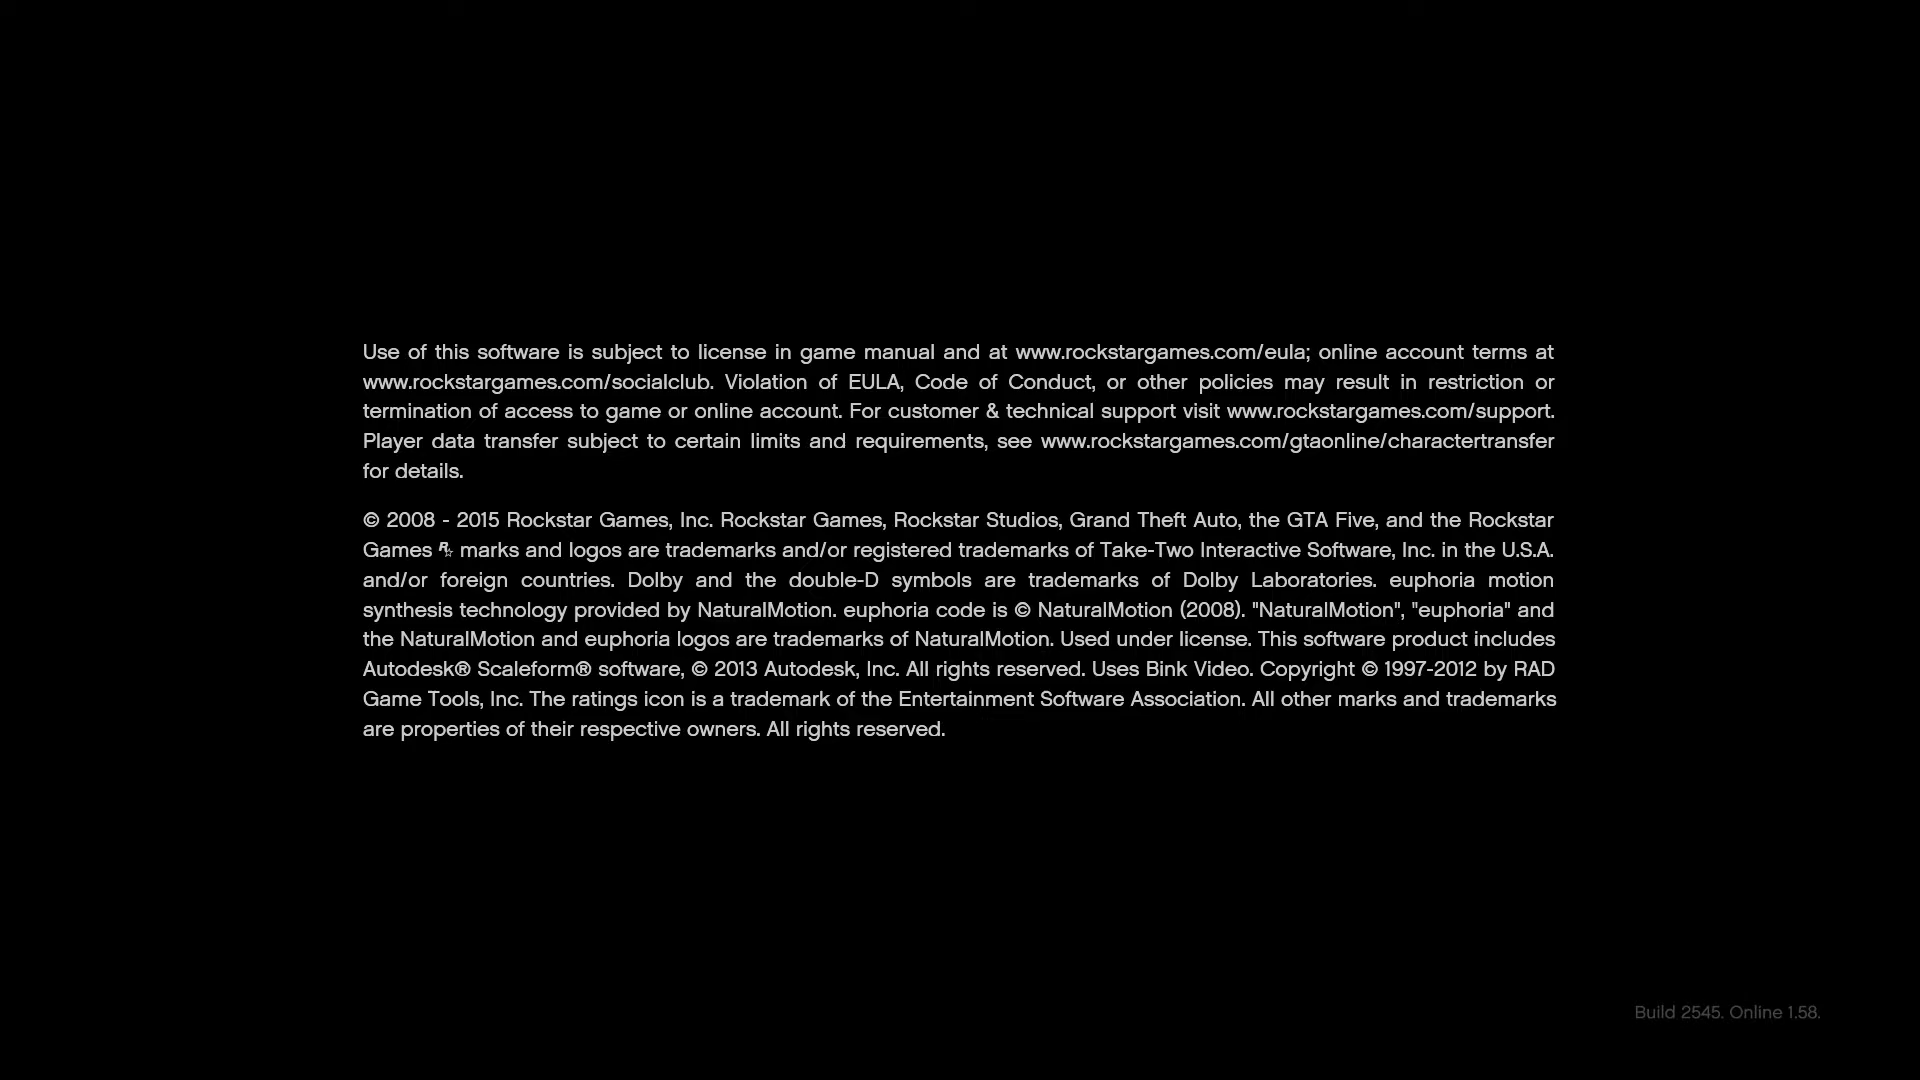 Use of this software is subject to license in game manual and at www.rockstargames.com/eula; online account terms at
www.rockstargames.com/socialclub. Violation of EULA, Code of Conduct, or other policies may result in restriction or
termination of access to game or online account. For customer & technical support visit www.rockstargames.com/support.
Player data transfer subject to certain limits and requirements, see www.rockstargames.com/gtaonline/charactertransfer
for details.
© 2008 - 2015 Rockstar Games, Inc. Rockstar Games, Rockstar Studios, Grand Theft Auto, the GTA Five, and the Rockstar
Games R* marks and logos are trademarks and/or registered trademarks of Take-Two Interactive Software, Inc. in the U.S.A.
and/or foreign countries. Dolby and the double-D symbols are trademarks of Dolby Laboratories. euphoria motion
synthesis technology provided by NaturalMotion. euphoria code is © NaturalMotion (2008). "NaturalMotion", "euphoria" and
the NaturalMotion and euphoria logos are trademarks of NaturalMotion. Used under license. This software product includes
Autodesk® Scaleform® software, © 2013 Autodesk, Inc. All rights reserved. Uses Bink Video. Copyright © 1997-2012 by RAD
Game Tools, Inc. The ratings icon is a trademark of the Entertainment Software Association. All other marks and trademarks
are properties of their respective owners. All rights reserved.
Build 2545. Online 1.58.